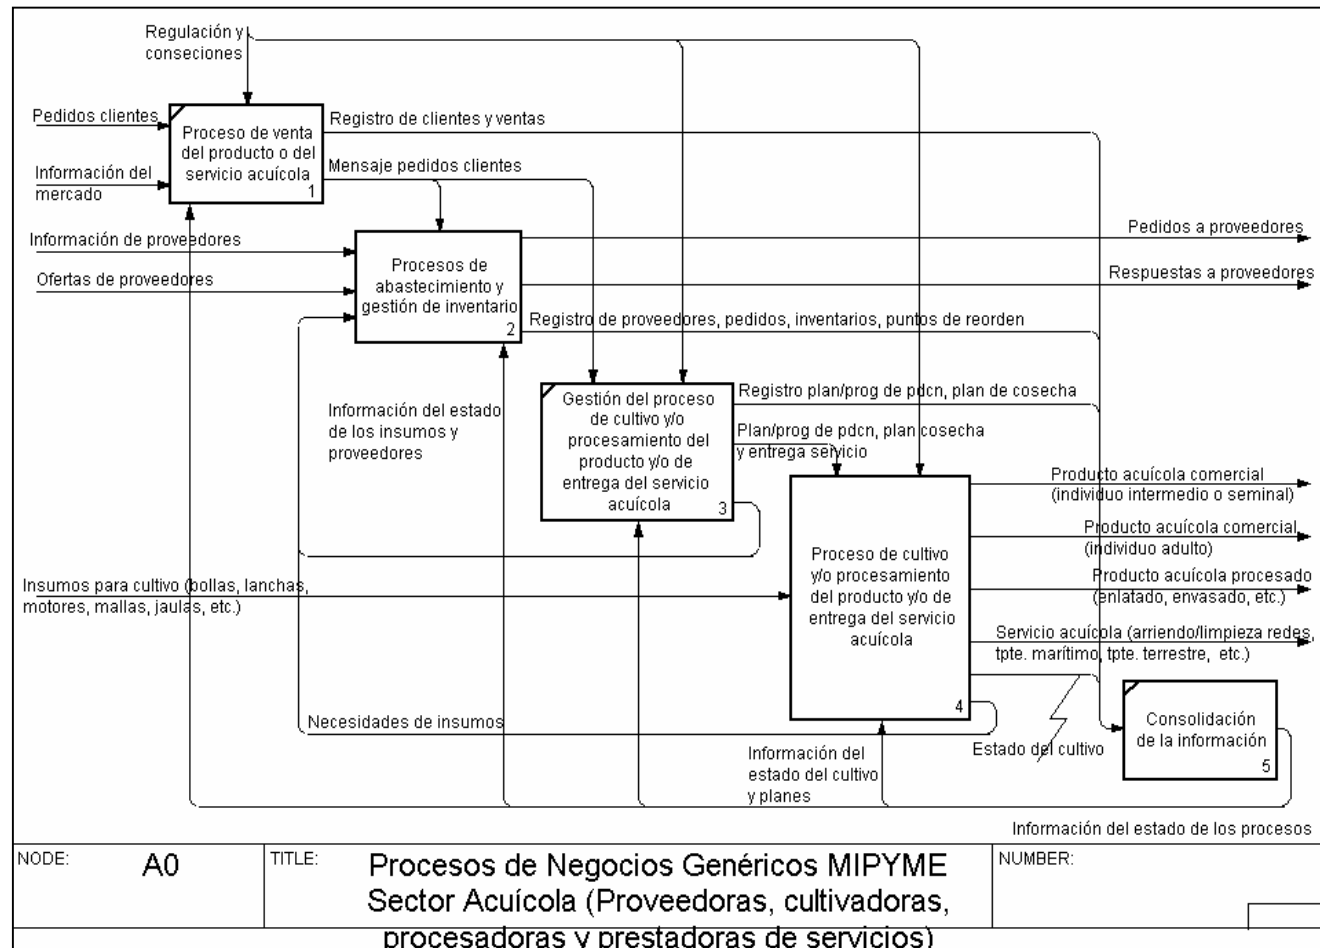 Regulación y
conseciones
Pedidos clientes
Proceso de venta
del producto o del
servicio acuícola
1
Registro de clientes y ventas
Información del
mercado
Mensaje pedidos clientes
Información de proveedores
Ofertas de proveedores
Procesos de
abastecimiento y
gestión de inventario
2
Pedidos a proveedores
Respuestas a proveedores
Registro de proveedores, pedidos, inventarios, puntos de reorden
Información del estado
de los insumos y
proveedores
Gestión del proceso
de cultivo y/o
procesamiento del
producto y/o de
entrega del servicio
acuícola
3
Registro plan/prog de pdcn, plan de cosecha
Plan/prog de pdcn, plan cosecha
y entrega servicio
Producto acuícola comercial
(individuo intermedio o seminal)
Producto acuícola comercial
(individuo adulto)
Producto acuícola procesado
(enlatado, envasado, etc.)
Servicio acuícola (arriendo/limpieza redes,
tpte. marítimo, tpte. terrestre, etc.)
Insumos para cultivo (bollas, lanchas,
motores, mallas, jaulas, etc.)
Proceso de cultivo
y/o procesamiento
del producto y/o de
entrega del servicio
acuícola
4
Necesidades de insumos
Información del
estado del cultivo
y planes
Estado del cultivo
Consolidación
de la información
5
Información del estado de los procesos
NODE:
A0
TITLE:
Procesos de Negocios Genéricos MIPYME
Sector Acuícola (Proveedoras, cultivadoras,
procesadoras y prestadoras de servicios)
NUMBER: